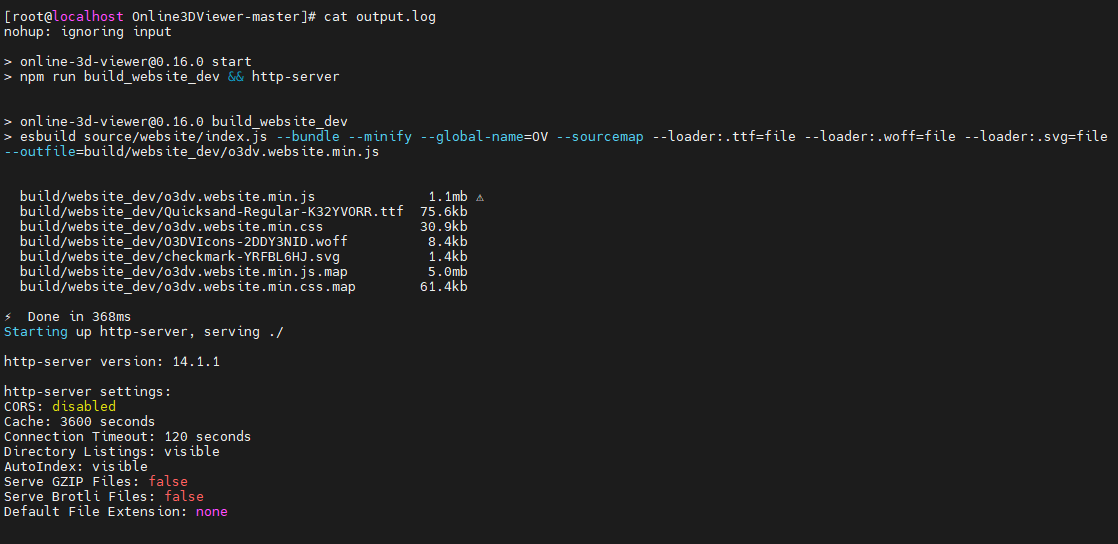 [root@localhost Online3DViewer-master]# cat output.log
nohup: ignoring input
> online-3d-viewer@0.16.0 start
> npm run build_website_dev && http-server
> online-3d-viewer@0.16.0 build_website_dev
> esbuild source/website/index.js --bundle --minify --global-name=OV --sourcemap --loader:.ttf=file --loader:.woff=file --loader:.svg=file
--outfile=build/website_dev/o3dv.website.min.js
build/website_dev/o3dv.website.min.js 1.1mb ⚠
build/website_dev/Quicksand-Regular-K32YVORR.ttf 75.6kb
build/website_dev/o3dv.website.min.css 30.9kb
build/website_dev/O3DVIcons-2DDY3NID.woff 8.4kb
build/website_dev/checkmark-YRFBL6HJ.svg 1.4kb
build/website_dev/o3dv.website.min.js.map 5.0mb
build/website_dev/o3dv.website.min.css.map 61.4kb
⚡ Done in 368ms
Starting up http-server, serving ./
http-server version: 14.1.1
http-server settings:
CORS: disabled
Cache: 3600 seconds
Connection Timeout: 120 seconds
Directory Listings: visible
AutoIndex: visible
Serve GZIP Files: false
Serve Brotli Files: false
Default File Extension: none